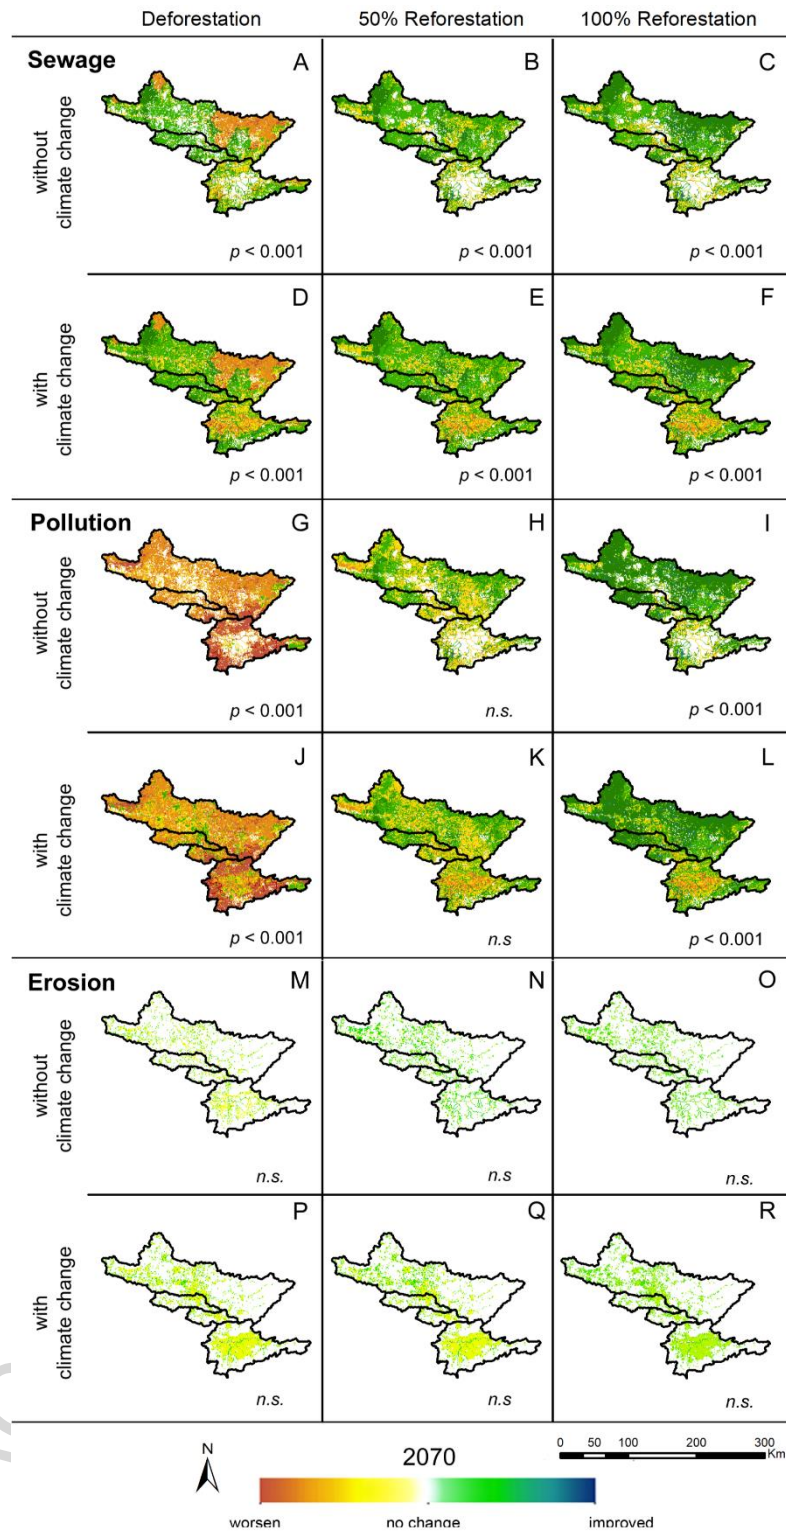 Deforestation 50% Reforestation 100% Reforestation
Sewage A B C
without
climate change
p < 0.001 p < 0.001 p < 0.001
D E F
with
climate change
p < 0.001 p < 0.001 p < 0.001
Pollution G H I
without
climate change
p < 0.001 n.s. p < 0.001
J K L
with
climate change
p < 0.001 n.s p < 0.001
Erosion M N O
without
climate change
n.s. n.s n.s.
P Q R
with
climate change
n.s. n.s n.s.
N 2070 0 50 100 200 300
Km
worsen no change improved